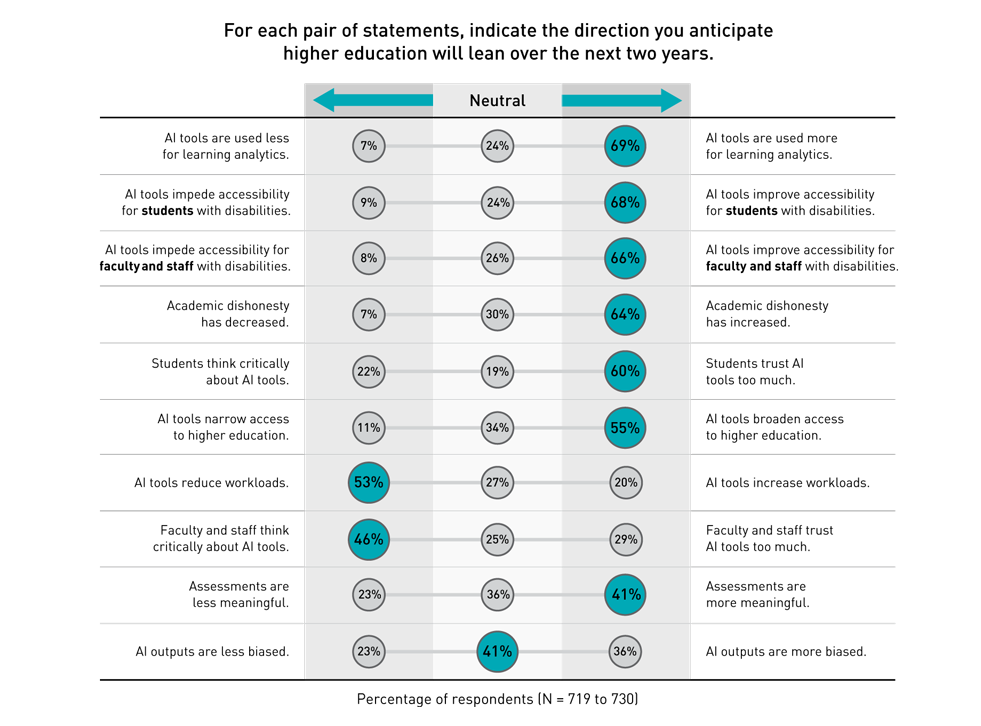 For each pair of statements, indicate the direction you anticipate
higher education will lean over the next two years.
Neutral
AI tools are used less
for learning analytics.
7%
24%
69%
AI tools are used more
for learning analytics.
AI tools impede accessibility
for students with disabilities.
9%
24%
68%
AI tools improve accessibility
for students with disabilities.
AI tools impede accessibility for
faculty and staff with disabilities.
8%
26%
66%
AI tools improve accessibility for
faculty and staff with disabilities.
Academic dishonesty
has decreased.
7%
30%
64%
Academic dishonesty
has increased.
Students think critically
about AI tools.
22%
19%
60%
Students trust AI
tools too much.
AI tools narrow access
to higher education.
11%
34%
55%
AI tools broaden access
to higher education.
AI tools reduce workloads.
53%
27%
20%
AI tools increase workloads.
Faculty and staff think
critically about AI tools.
46%
25%
29%
Faculty and staff trust
AI tools too much.
Assessments are
less meaningful.
23%
36%
41%
Assessments are
more meaningful.
AI outputs are less biased.
23%
41%
36%
AI outputs are more biased.
Percentage of respondents (N = 719 to 730)